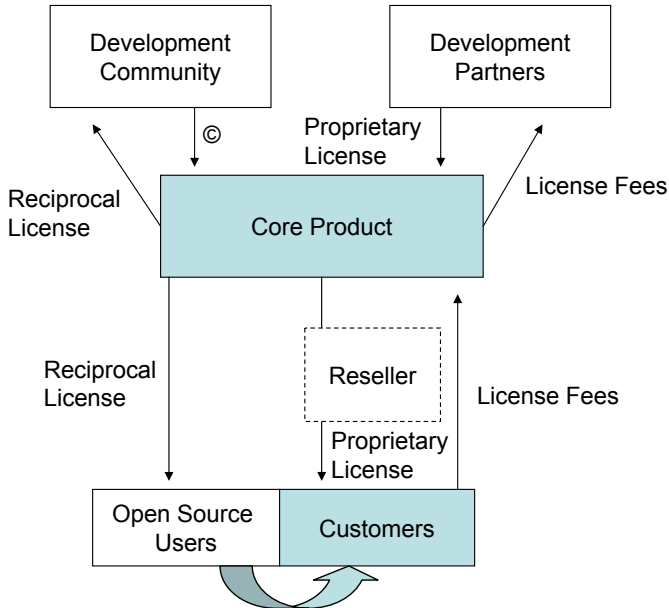 Development
Community
Development
Partners
©
Proprietary
License
Reciprocal
License
License Fees
Core Product
Reciprocal
License
Reseller
License Fees
Proprietary
License
Open Source
Users
Customers